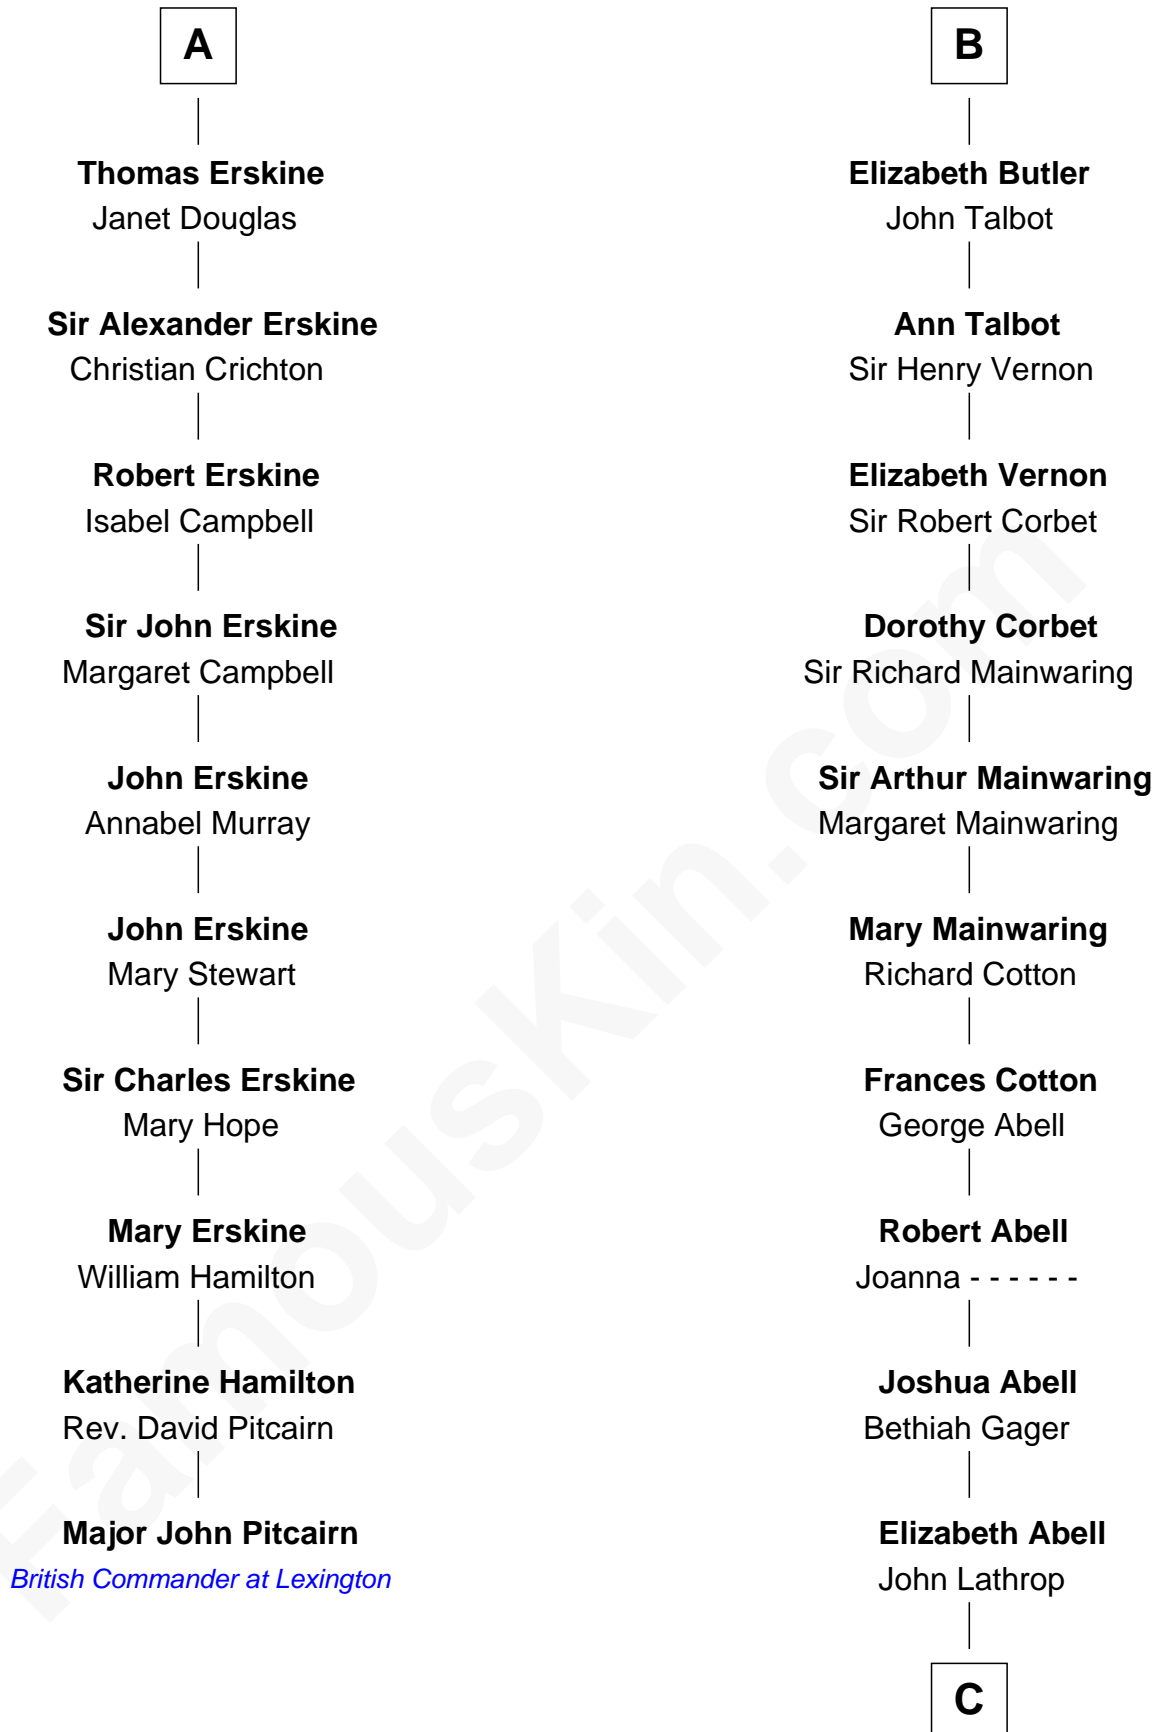 A
Thomas Erskine
Janet Douglas
Sir Alexander Erskine
Christian Crichton
Robert Erskine
Isabel Campbell
Sir John Erskine
Margaret Campbell
John Erskine
Annabel Murray
John Erskine
Mary Stewart
Sir Charles Erskine
Mary Hope
Mary Erskine
William Hamilton
Katherine Hamilton
Rev. David Pitcairn
Major John Pitcairn
British Commander at Lexington
B
Elizabeth Butler
John Talbot
Ann Talbot
Sir Henry Vernon
Elizabeth Vernon
Sir Robert Corbet
Dorothy Corbet
Sir Richard Mainwaring
Sir Arthur Mainwaring
Margaret Mainwaring
Mary Mainwaring
Richard Cotton
Frances Cotton
George Abell
Robert Abell
Joanna - - - - - -
Joshua Abell
Bethiah Gager
Elizabeth Abell
John Lathrop
C
FamousKin.com